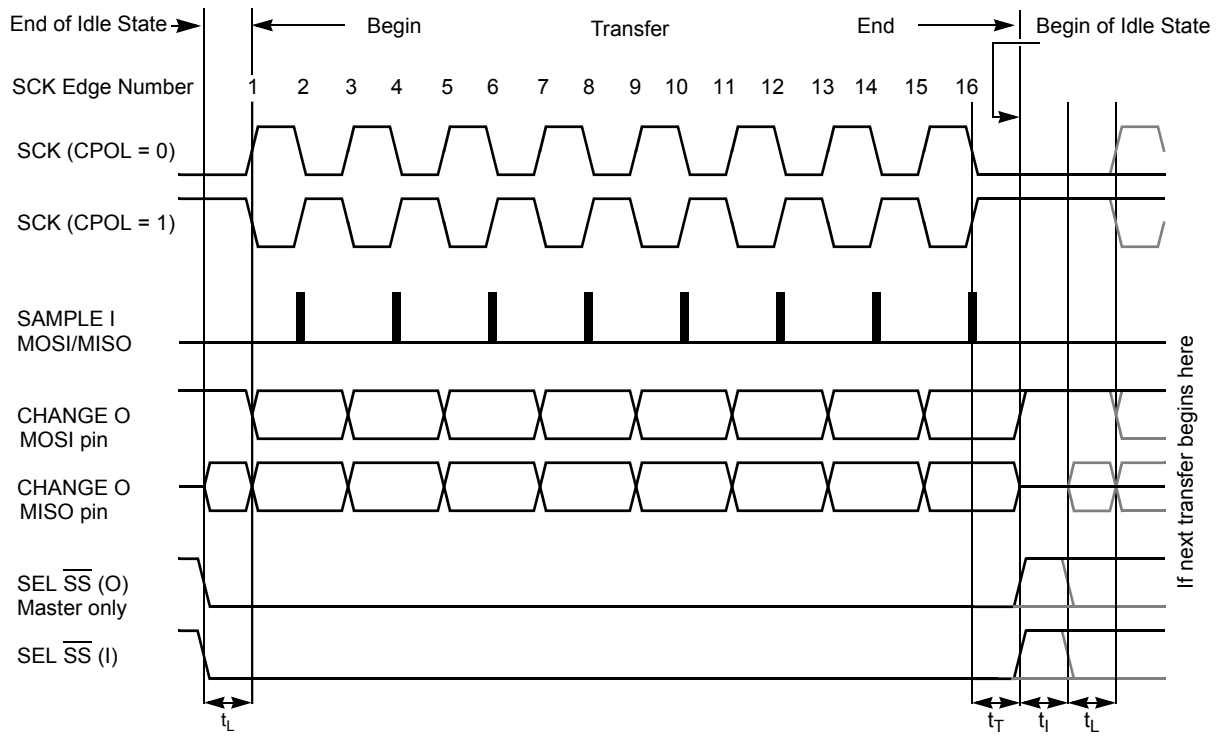 End of Idle State
Begin
Transfer
End
Begin of Idle State
SCK Edge Number
1 2 3 4 5 6 7 8 9 10 11 12 13 14 15 16
SCK (CPOL = 0)
SCK (CPOL = 1)
SAMPLE I
MOSI/MISO
CHANGE O
MOSI pin
CHANGE O
MISO pin
SEL S̅S̅ (O)
Master only
SEL S̅S̅ (I)
tL
tT
tI
tL
If next transfer begins here